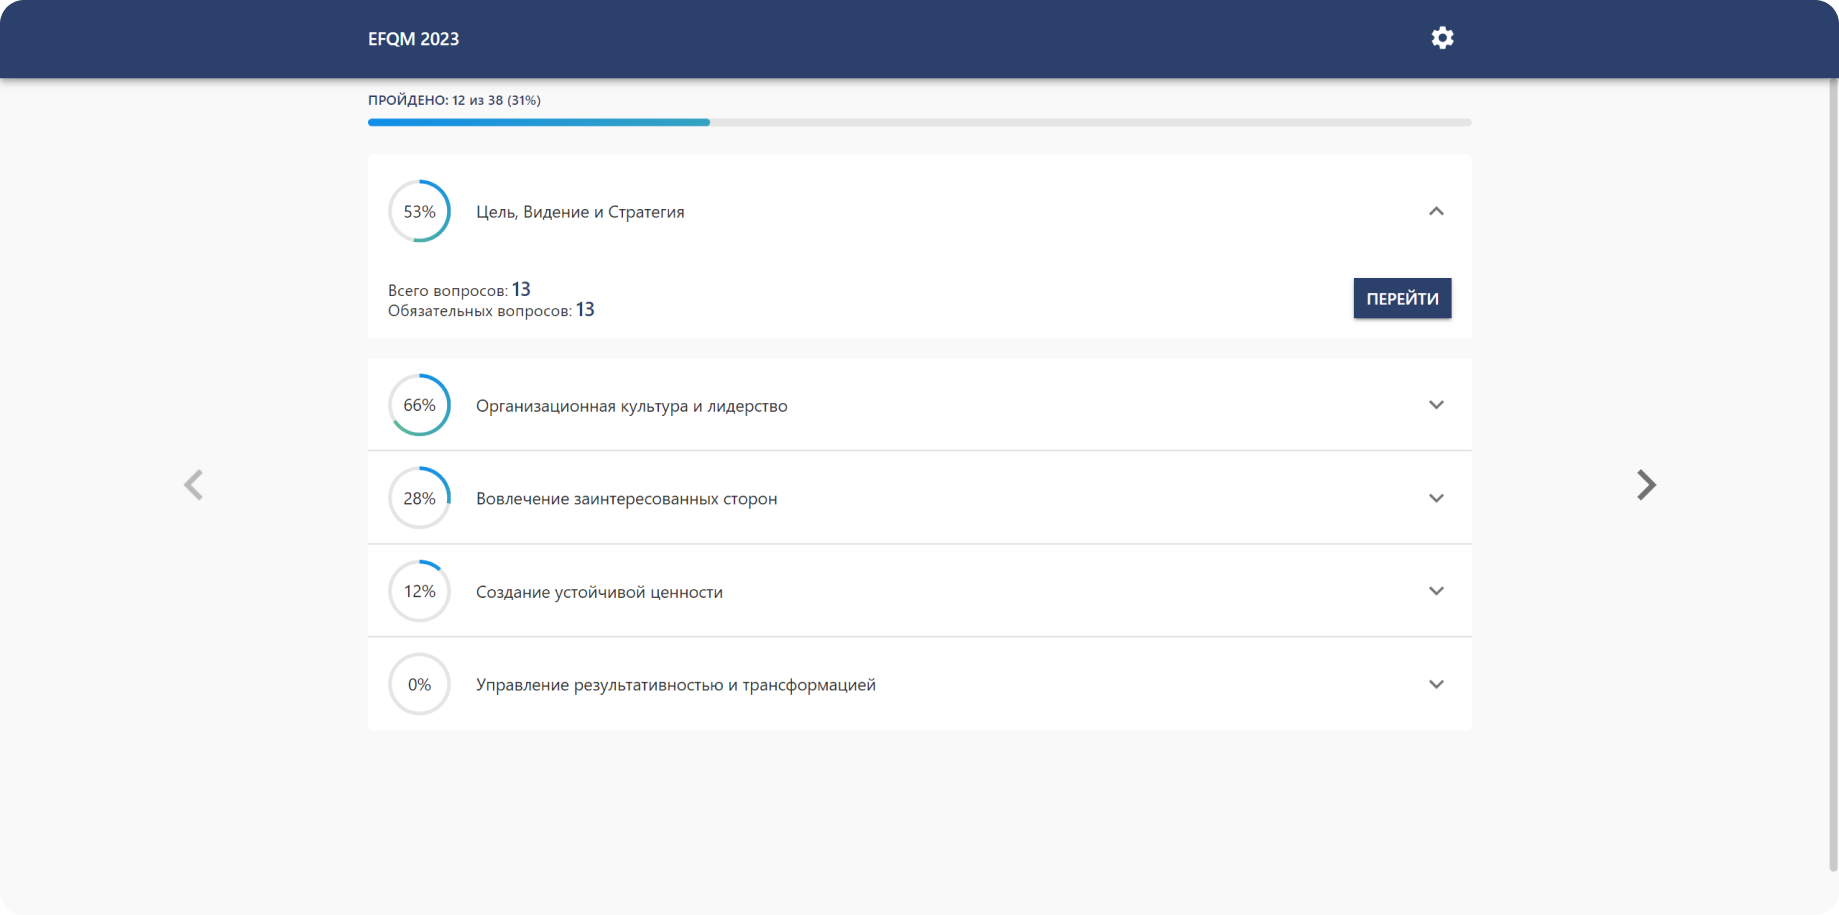 EFQM 2023
ПРОЙДЕНО: 12 из 38 (31%)
53%
Цель, Видение и Стратегия
Всего вопросов: 13
Обязательных вопросов: 13
ПЕРЕЙТИ
66%
Организационная культура и лидерство
28%
Вовлечение заинтересованных сторон
12%
Создание устойчивой ценности
0%
Управление результативностью и трансформацией